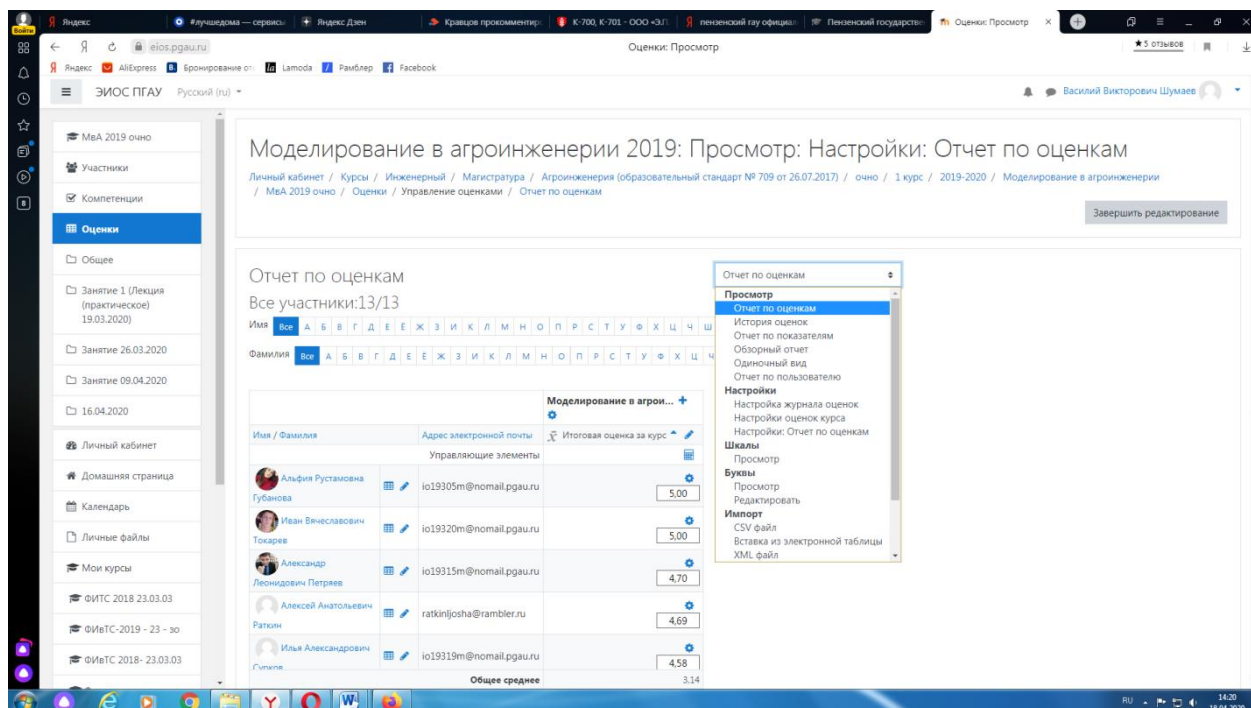 Яндекс
#лучшедома — сервисы
Яндекс Дзен
Кравцов прокомментир
К-700, К-701 - ООО «ЗЛ
пензенский гау официал
Пензенский государстве
Оценки: Просмотр
Войти
eios.pgau.ru
Оценки: Просмотр
5 отзывов
Яндекс
AliExpress
Бронирование от
Lamoda
Рамблер
Facebook
ЭИОС ПГАУ
Русский (ru)
Василий Викторович Шумаев
МвА 2019 очно
Участники
Компетенции
Оценки
Общее
Занятие 1 (Лекция
(практическое)
19.03.2020)
Занятие 26.03.2020
Занятие 09.04.2020
16.04.2020
Личный кабинет
Домашняя страница
Календарь
Личные файлы
Мои курсы
ФИТС 2018 23.03.03
ФИвТС-2019 - 23 - зо
ФИвТС 2018- 23.03.03
Моделирование в агроинженерии 2019: Просмотр: Настройки: Отчет по оценкам
Личный кабинет / Курсы / Инженерный / Магистратура / Агроинженерия (образовательный стандарт № 709 от 26.07.2017) / очно / 1 курс / 2019-2020 / Моделирование в агроинженерии
/ МвА 2019 очно / Оценки / Управление оценками / Отчет по оценкам
Завершить редактирование
Отчет по оценкам
Все участники:13/13
Имя Все А Б В Г Д Е Ё Ж З И К Л М Н О П Р С Т У Ф Х Ц Ч Ш
Фамилия Все А Б В Г Д Е Ё Ж З И К Л М Н О П Р С Т У Ф Х Ц Ч
Моделирование в агрои...
Имя / Фамилия
Адрес электронной почты
Итоговая оценка за курс
Управляющие элементы
Альфия Рустамовна
Губанова
io19305m@nomail.pgau.ru
5,00
Иван Вячеславович
Токарев
io19320m@nomail.pgau.ru
5,00
Александр
Леонидович Петряев
io19315m@nomail.pgau.ru
4,70
Алексей Анатольевич
Раткин
ratkinljosha@rambler.ru
4,69
Илья Александрович
Сурков
io19319m@nomail.pgau.ru
4,58
Общее среднее
3,14
Отчет по оценкам
Просмотр
Отчет по оценкам
История оценок
Отчет по показателям
Обзорный отчет
Одиночный вид
Отчет по пользователю
Настройки
Настройка журнала оценок
Настройки оценок курса
Настройки: Отчет по оценкам
Шкалы
Просмотр
Буквы
Просмотр
Редактировать
Импорт
CSV файл
Вставка из электронной таблицы
XML файл
RU
14:20
18.04.2020